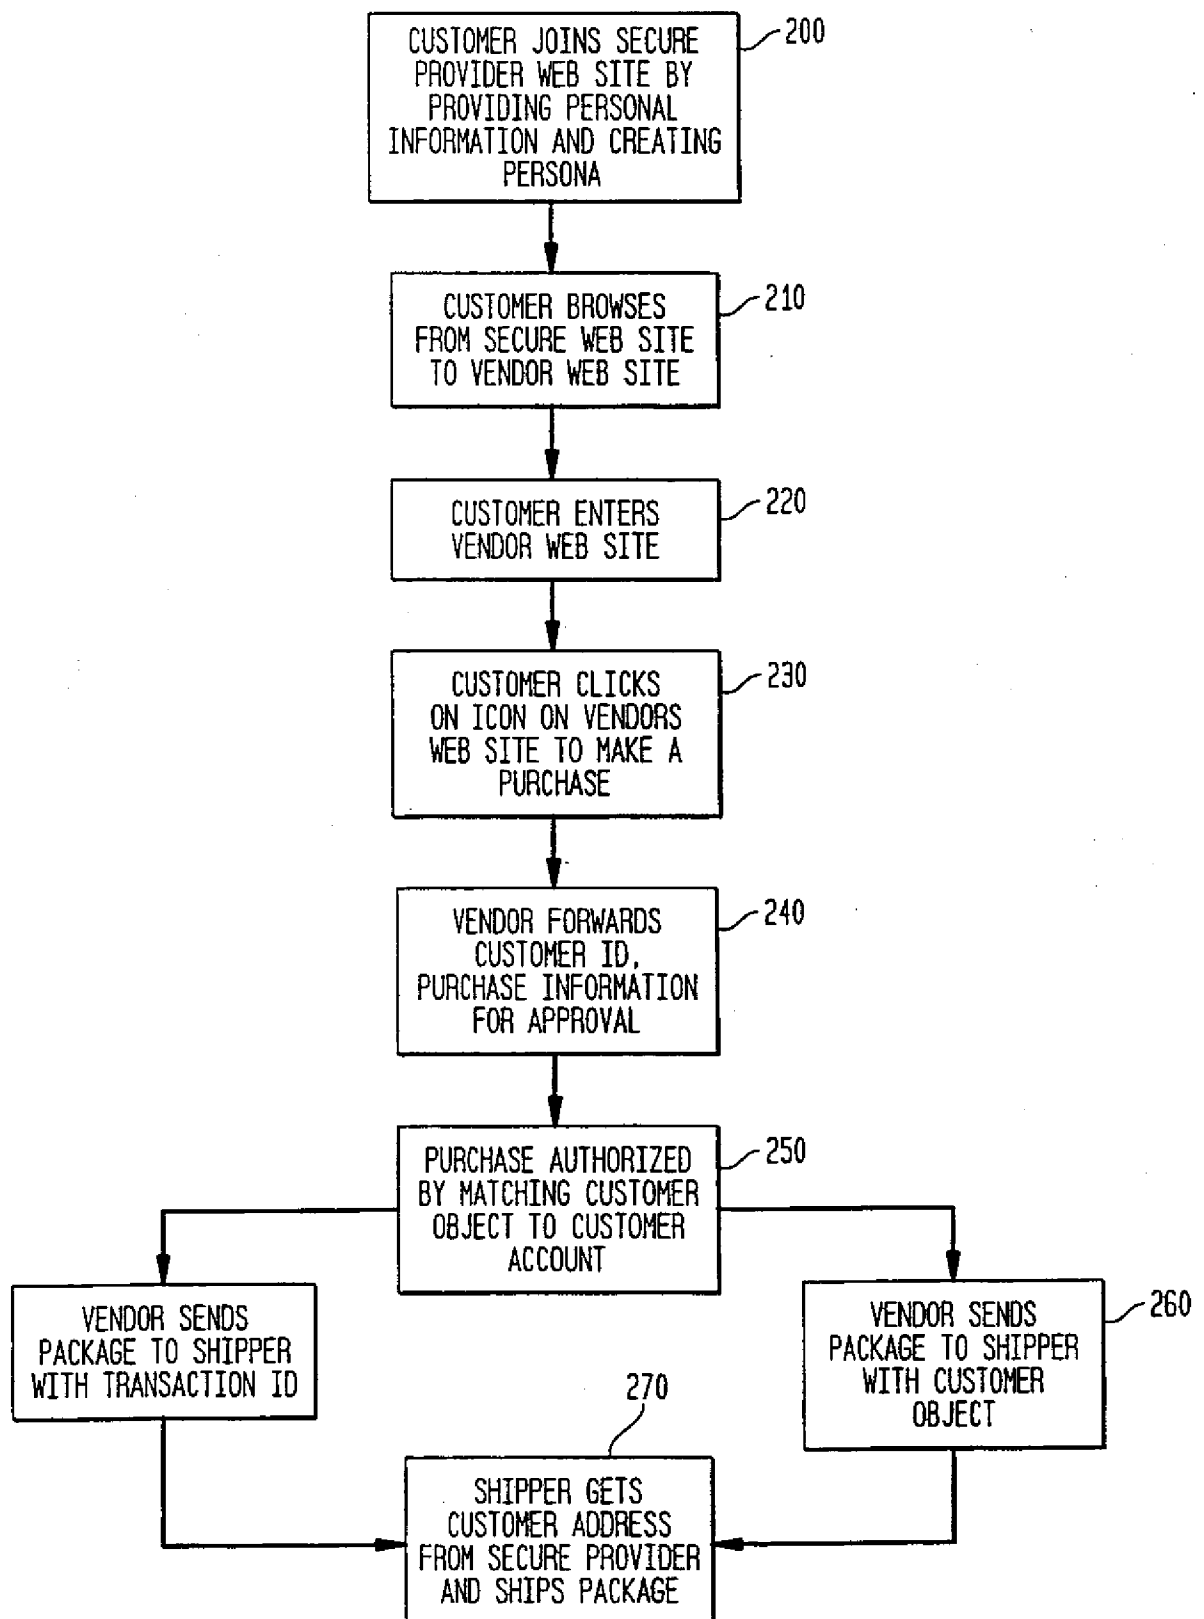 CUSTOMER JOINS SECURE
PROVIDER WEB SITE BY
PROVIDING PERSONAL
INFORMATION AND CREATING
PERSONA
200
CUSTOMER BROWSES
FROM SECURE WEB SITE
TO VENDOR WEB SITE
210
CUSTOMER ENTERS
VENDOR WEB SITE
220
CUSTOMER CLICKS
ON ICON ON VENDORS
WEB SITE TO MAKE A
PURCHASE
230
VENDOR FORWARDS
CUSTOMER ID,
PURCHASE INFORMATION
FOR APPROVAL
240
PURCHASE AUTHORIZED
BY MATCHING CUSTOMER
OBJECT TO CUSTOMER
ACCOUNT
250
VENDOR SENDS
PACKAGE TO SHIPPER
WITH TRANSACTION ID
VENDOR SENDS
PACKAGE TO SHIPPER
WITH CUSTOMER
OBJECT
260
270
SHIPPER GETS
CUSTOMER ADDRESS
FROM SECURE PROVIDER
AND SHIPS PACKAGE